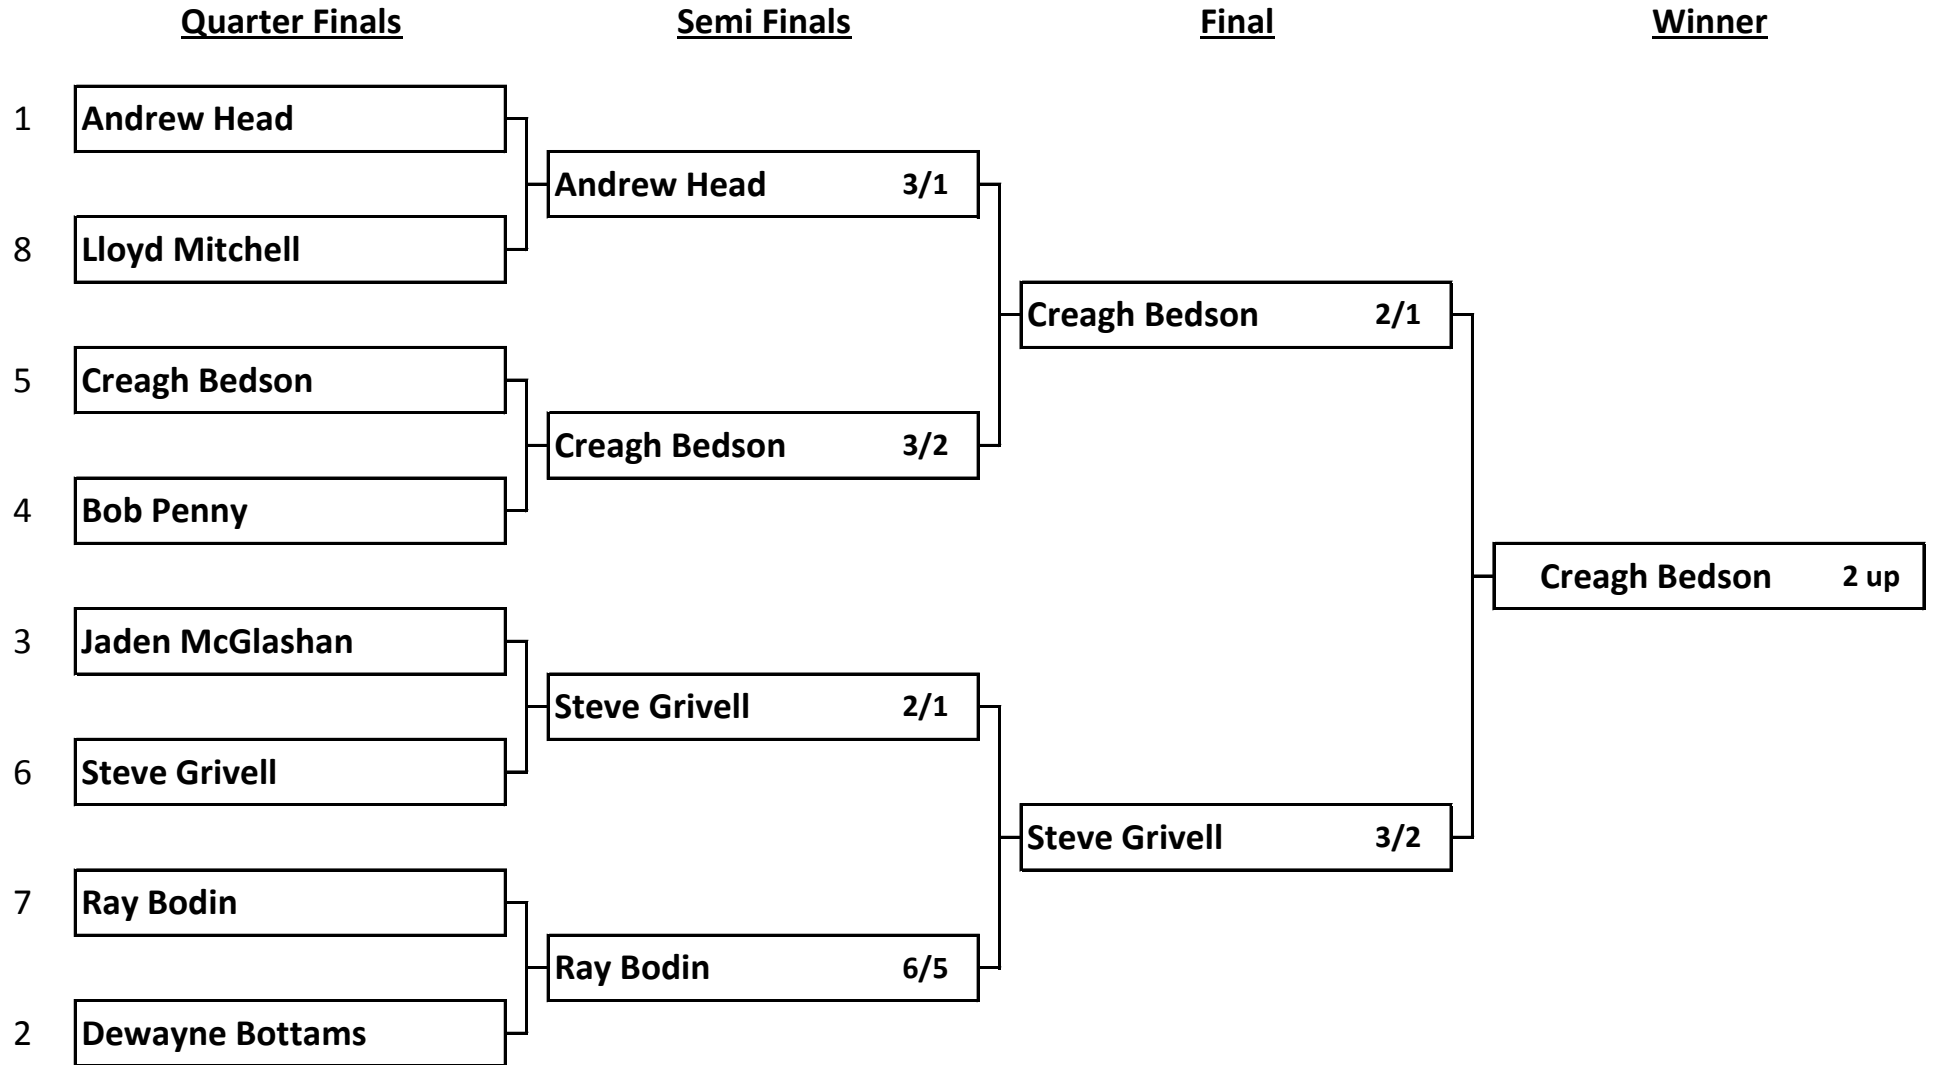 Quarter Finals Semi Finals Final Winner
1 Andrew Head
Andrew Head 3/1
8 Lloyd Mitchell
Creagh Bedson 2/1
5 Creagh Bedson
Creagh Bedson 3/2
4 Bob Penny
Creagh Bedson 2 up
3 Jaden McGlashan
Steve Grivell 2/1
6 Steve Grivell
Steve Grivell 3/2
7 Ray Bodin
Ray Bodin 6/5
2 Dewayne Bottams